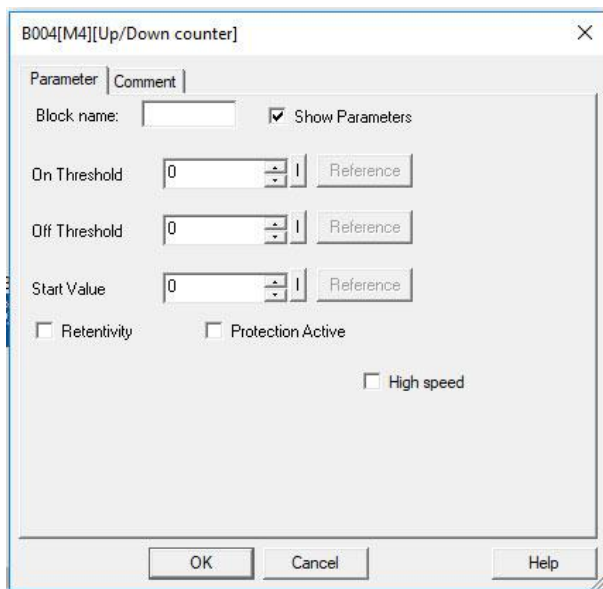 B004[M4][Up/Down counter]
Parameter Comment
Block name: Show Parameters
On Threshold 0 I Reference
Off Threshold 0 I Reference
Start Value 0 I Reference
Retentivity Protection Active
High speed
OK Cancel Help